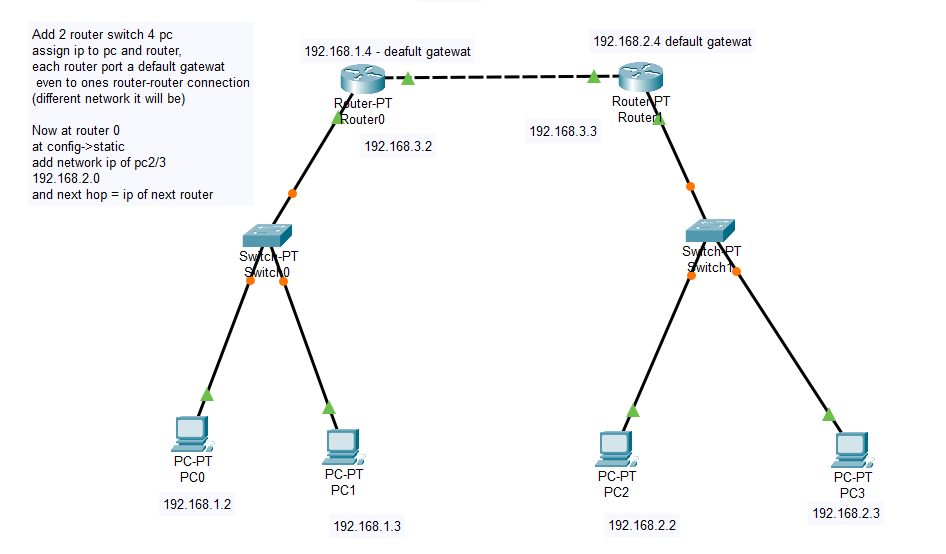 Add 2 router switch 4 pc
assign ip to pc and router,
each router port a default gatewat
even to ones router-router connection
(different network it will be)
Now at router 0
at config->static
add network ip of pc2/3
192.168.2.0
and next hop = ip of next router
192.168.1.4 - deafult gatewat
192.168.2.4 default gatewat
Router-PT
Router0
Router-PT
Router1
192.168.3.2
192.168.3.3
Switch-PT
Switch0
Switch-PT
Switch1
PC-PT
PC0
PC-PT
PC1
PC-PT
PC2
PC-PT
PC3
192.168.1.2
192.168.1.3
192.168.2.2
192.168.2.3